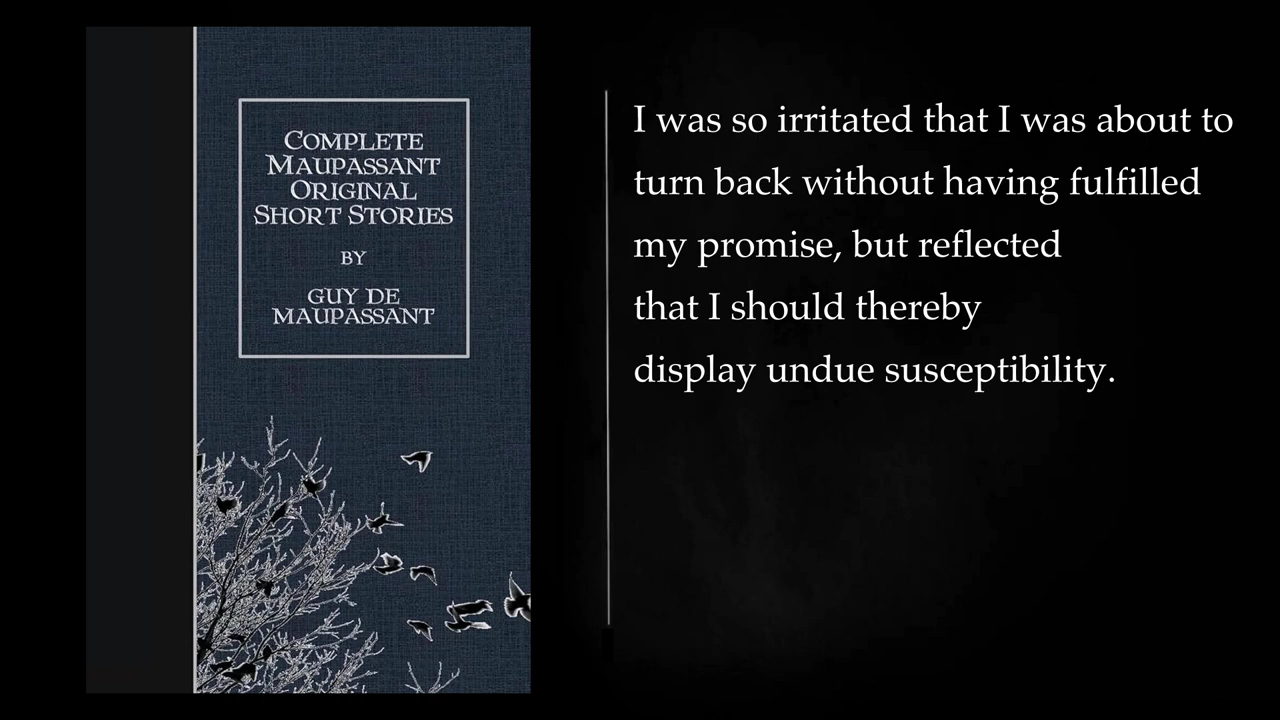 COMPLETE
MAUPASSANT
ORIGINAL
SHORT STORIES
BY
GUY DE
MAUPASSANT
I was so irritated that I was about to
turn back without having fulfilled
my promise, but reflected
that I should thereby
display undue susceptibility.